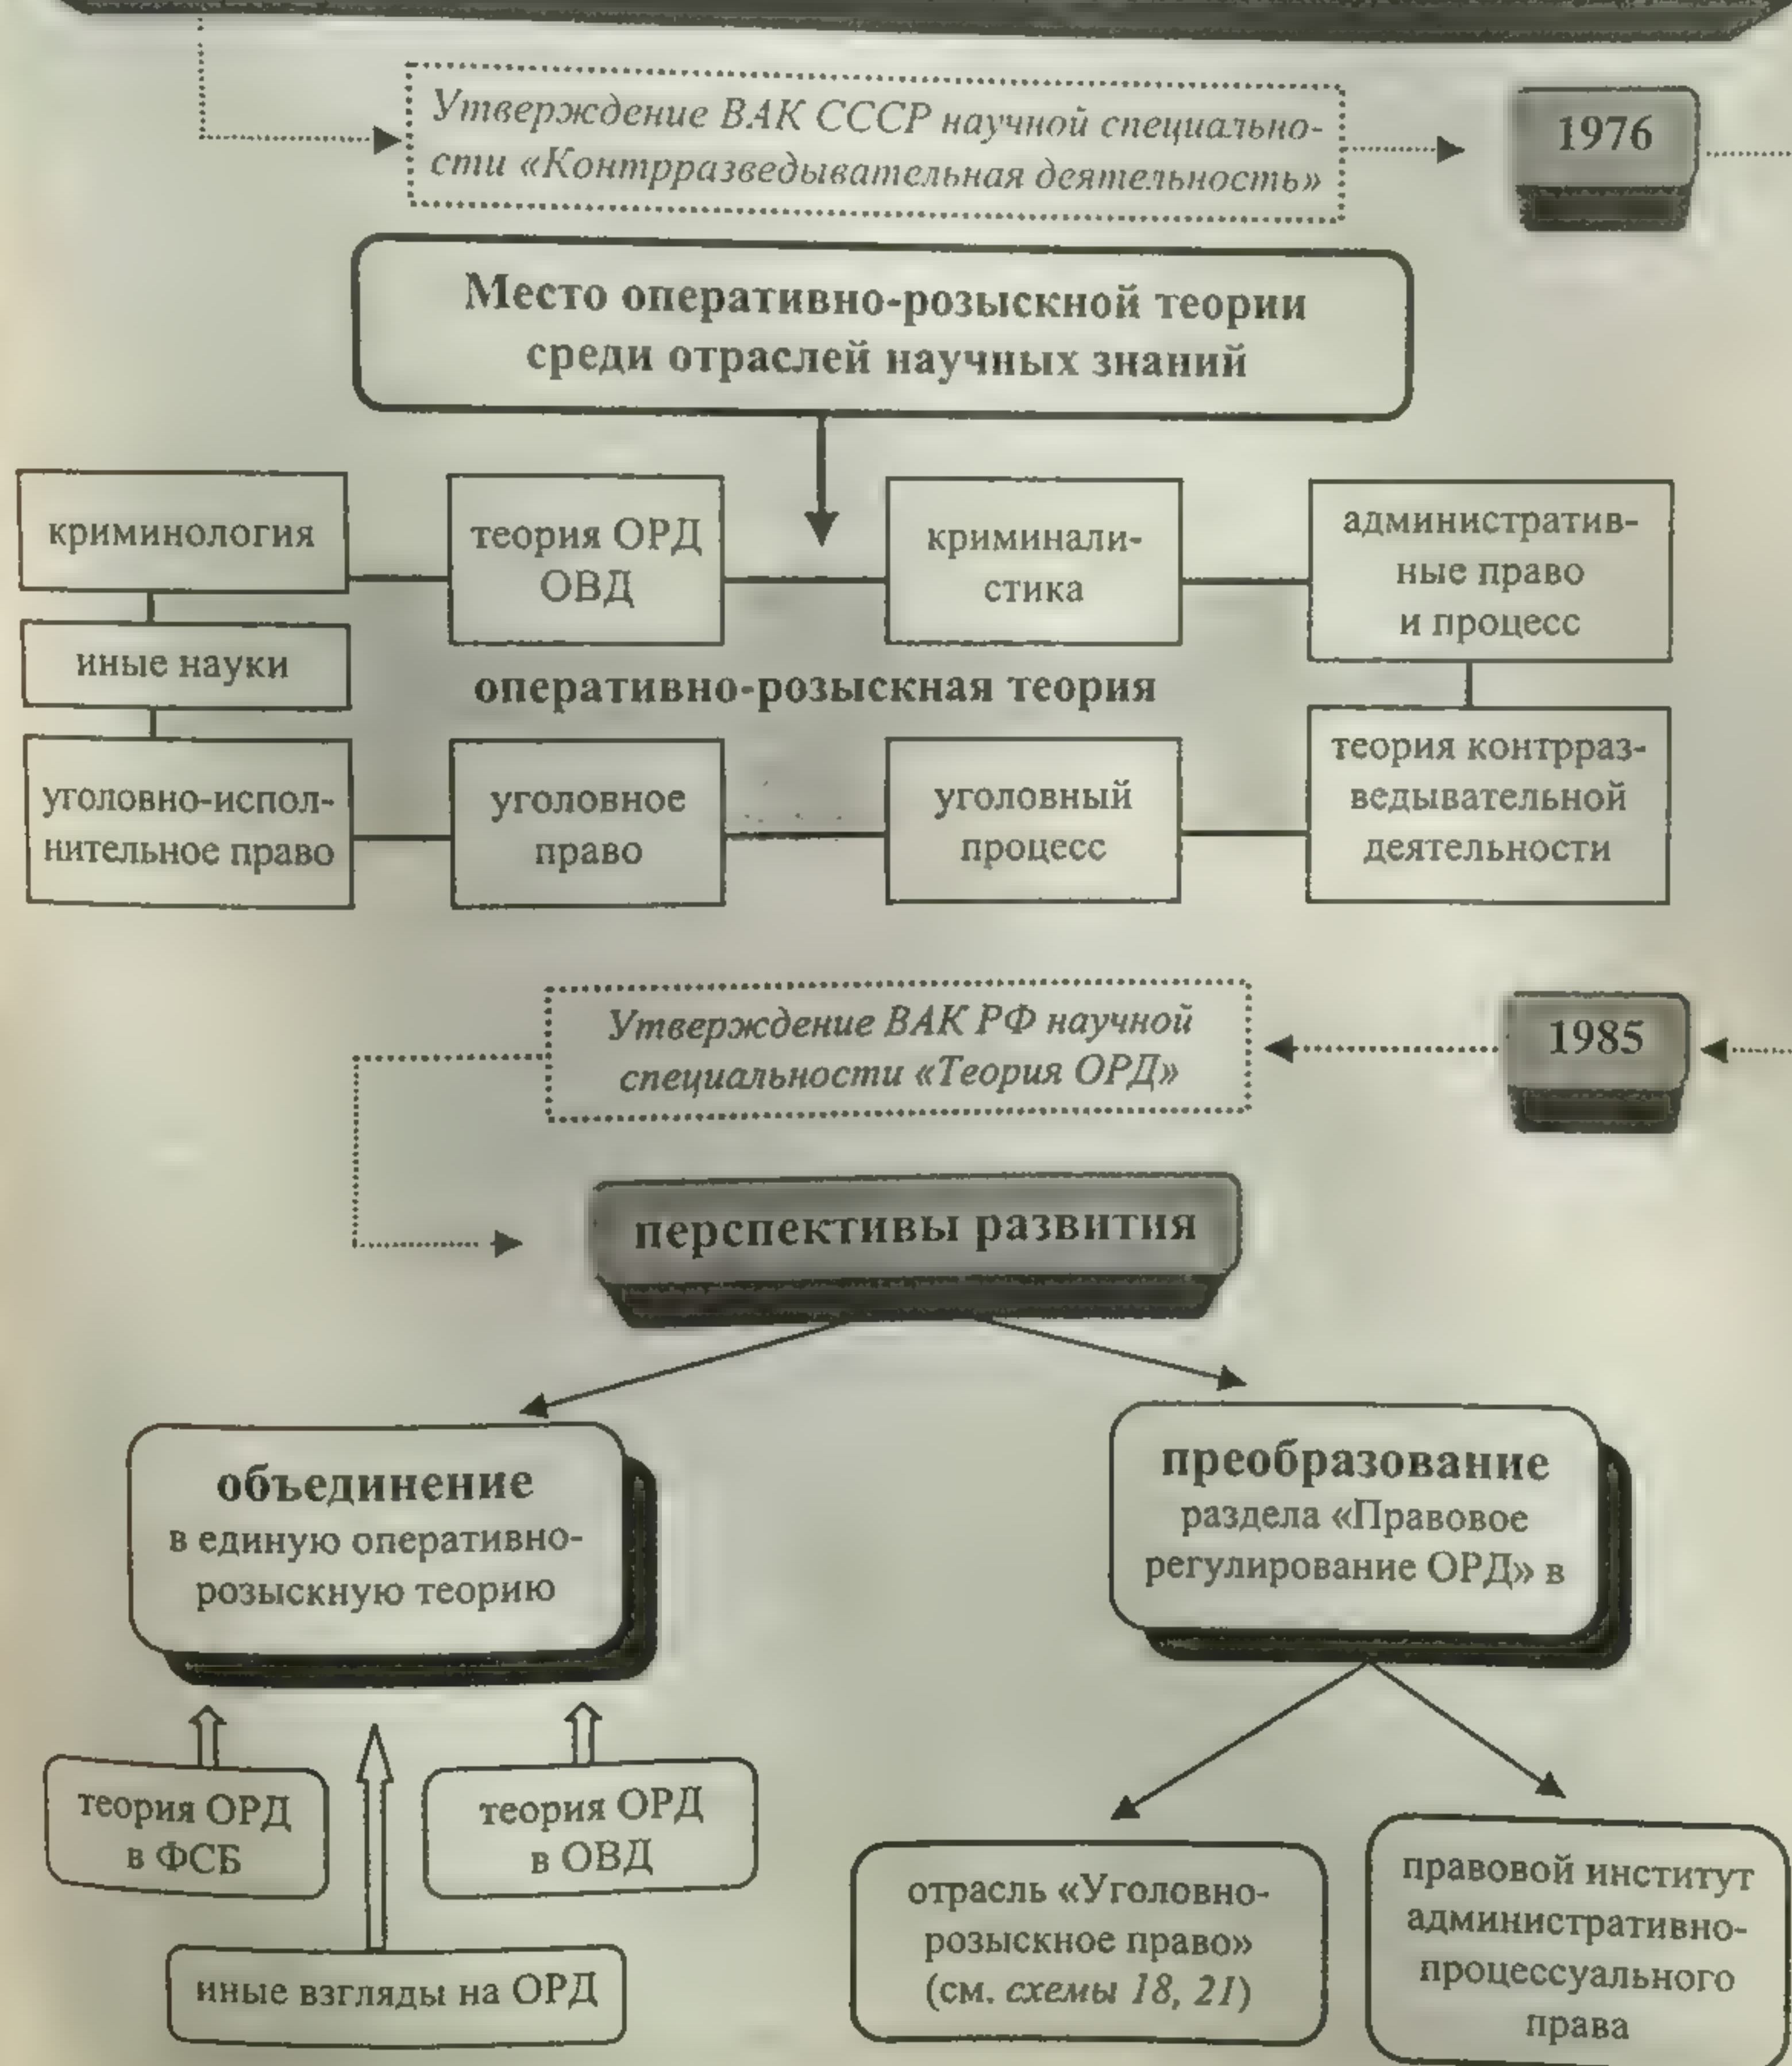 Утверждение ВАК СССР научной специально-
сти «Контрразведывательная деятельность»
1976
Место оперативно-розыскной теории
среди отраслей научных знаний
криминология
теория ОРД
ОВД
криминали-
стика
административ-
ные право
и процесс
иные науки
оперативно-розыскная теория
уголовно-испол-
нительное право
уголовное
право
уголовный
процесс
теория контрраз-
ведывательной
деятельности
Утверждение ВАК РФ научной
специальности «Теория ОРД»
1985
перспективы развития
объединение
в единую оперативно-
розыскную теорию
преобразование
раздела «Правовое
регулирование ОРД» в
теория ОРД
в ФСБ
теория ОРД
в ОВД
иные взгляды на ОРД
отрасль «Уголовно-
розыскное право»
(см. схемы 18, 21)
правовой институт
административно-
процессуального
права